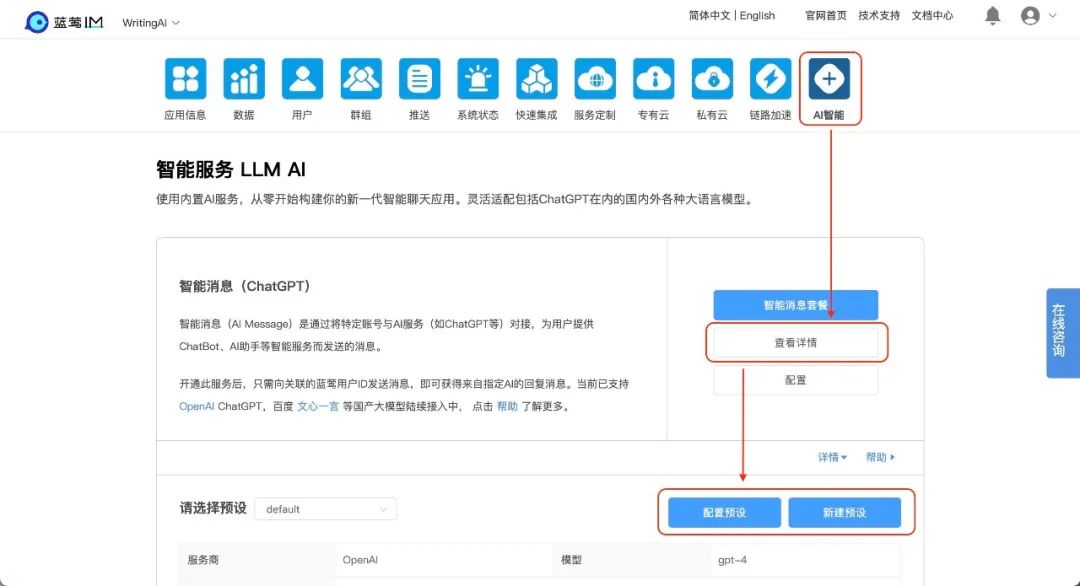 蓝莺IM WritingAI 简体中文 | English 官网首页 技术支持 文档中心
应用信息 数据 用户 群组 推送 系统状态 快速集成 服务定制 专有云 私有云 链路加速 AI智能
智能服务 LLM AI
使用内置AI服务，从零开始构建你的新一代智能聊天应用。灵活适配包括ChatGPT在内的国内外各种大语言模型。
智能消息（ChatGPT）
智能消息（AI Message）是通过将特定账号与AI服务（如ChatGPT等）对接，为用户提供
ChatBot、AI助手等智能服务而发送的消息。
开通此服务后，只需向关联的蓝莺用户ID发送消息，即可获得来自指定AI的回复消息。当前已支持
OpenAI ChatGPT，百度 文心一言 等国产大模型陆续接入中， 点击 帮助 了解更多。
智能消息套餐
查看详情
配置
在线咨询
详情 帮助
请选择预设 default 配置预设 新建预设
服务商 OpenAI 模型 gpt-4